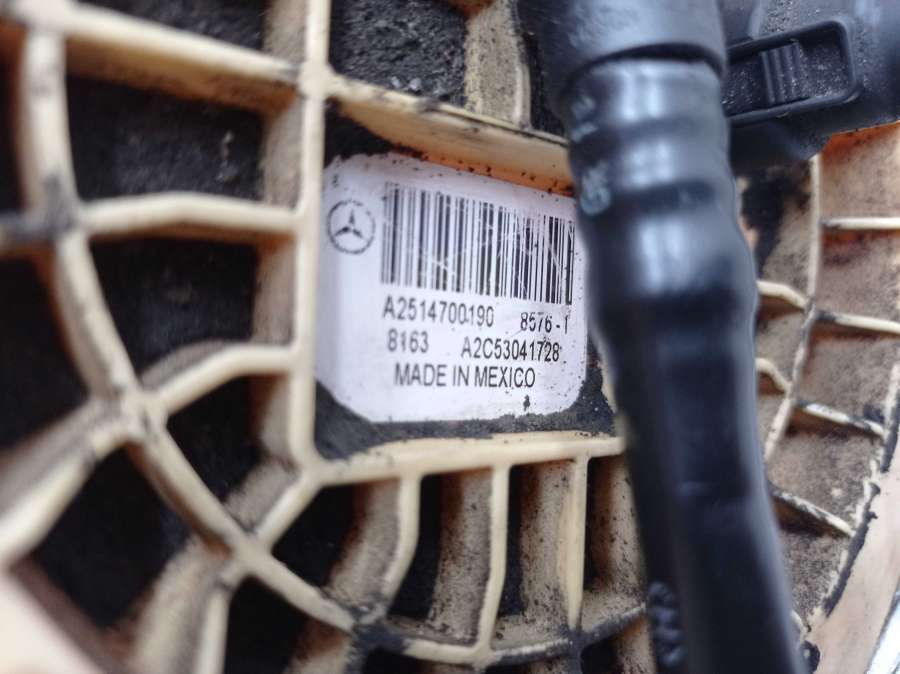 A2514700190 8576-1
8163 A2C53041728
MADE IN MEXICO